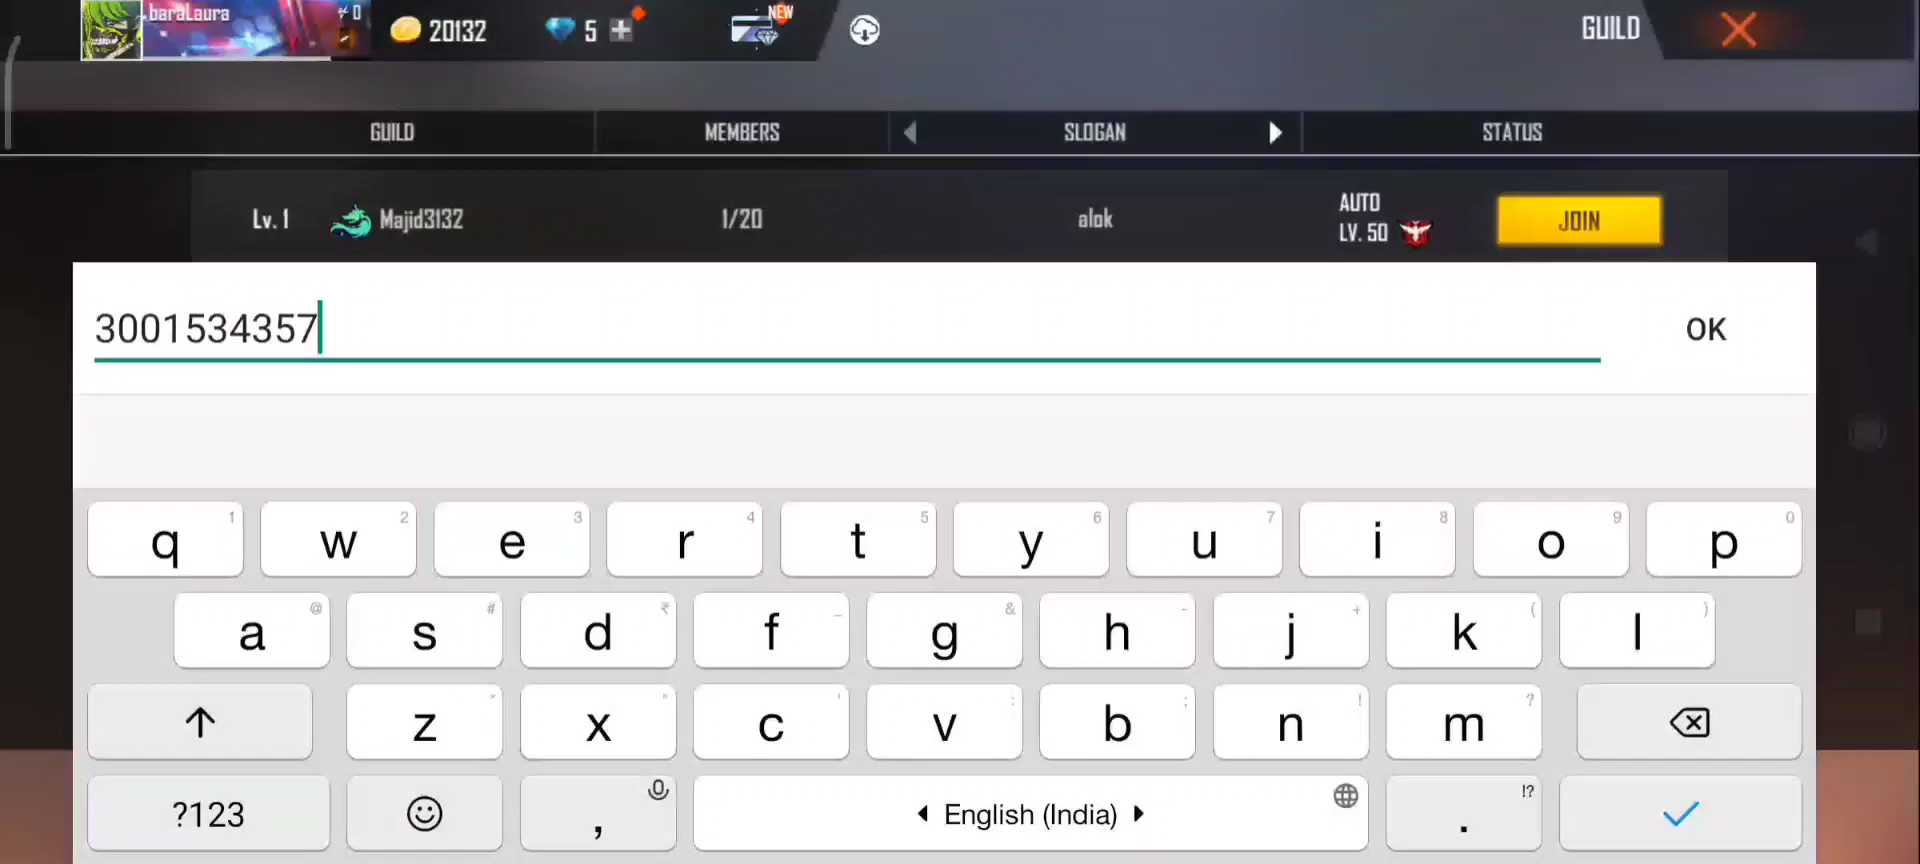 baraLaura 0 20132 5 NEW GUILD
GUILD MEMBERS SLOGAN STATUS
Lv. 1 Majid3132 1/20 alok AUTO LV. 50 JOIN
3001534357 OK
q 1 w 2 e 3 r 4 t 5 y 6 u 7 i 8 o 9 p 0
a @ s # d ₹ f _ g & h - j + k ( l )
z * x " c ' v : b ; n ! m ?
?123 , English (India) . !?